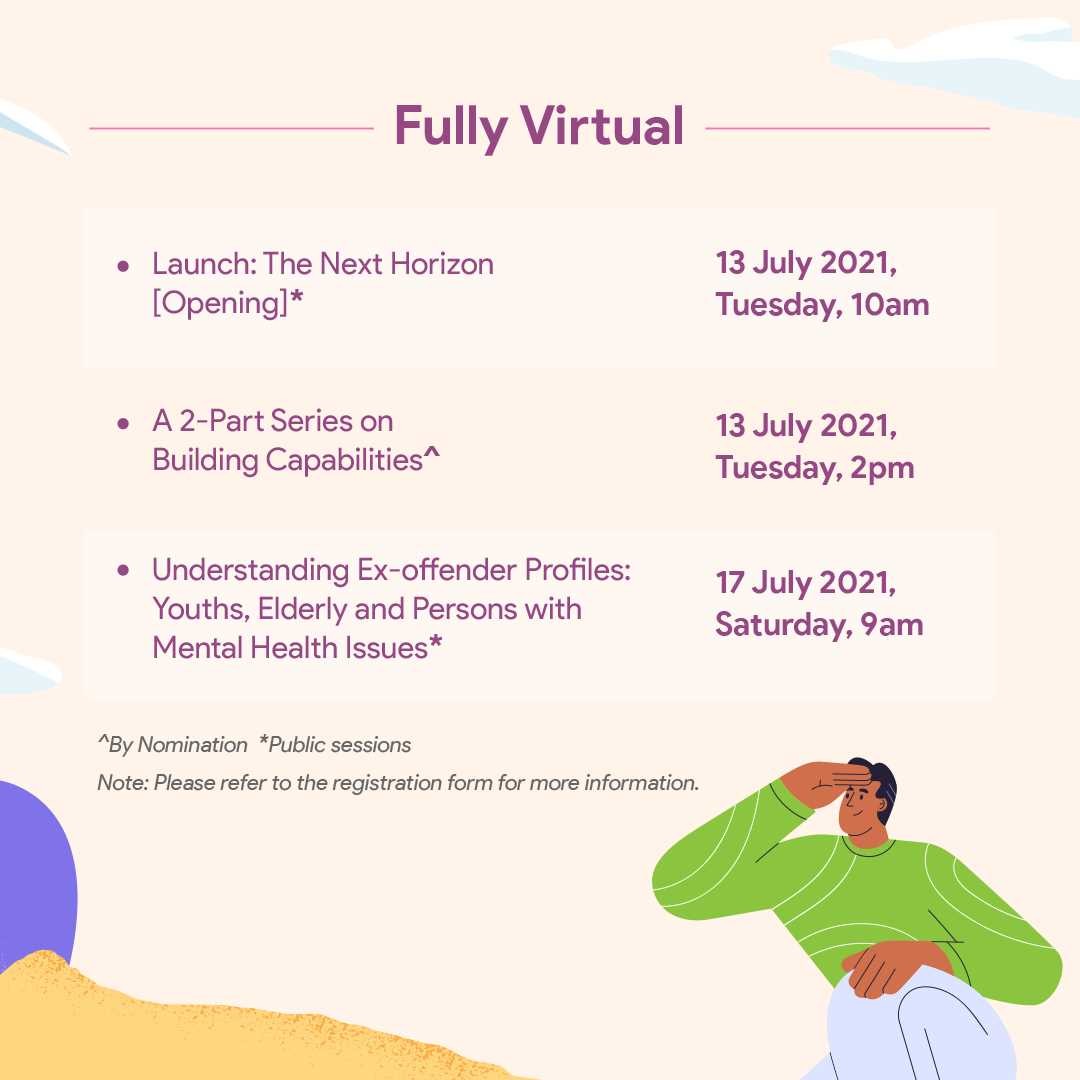 Fully Virtual
• Launch: The Next Horizon
[Opening]*
13 July 2021,
Tuesday, 10am
• A 2-Part Series on
Building Capabilities^
13 July 2021,
Tuesday, 2pm
• Understanding Ex-offender Profiles:
Youths, Elderly and Persons with
Mental Health Issues*
17 July 2021,
Saturday, 9am
^By Nomination *Public sessions
Note: Please refer to the registration form for more information.